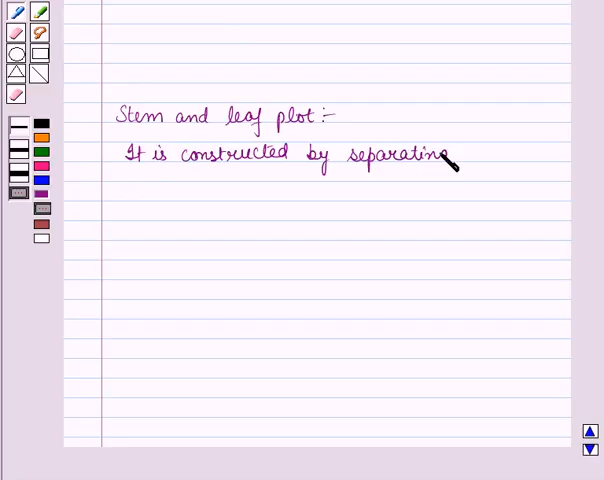 Stem and leaf plot:-
It is constructed by separating